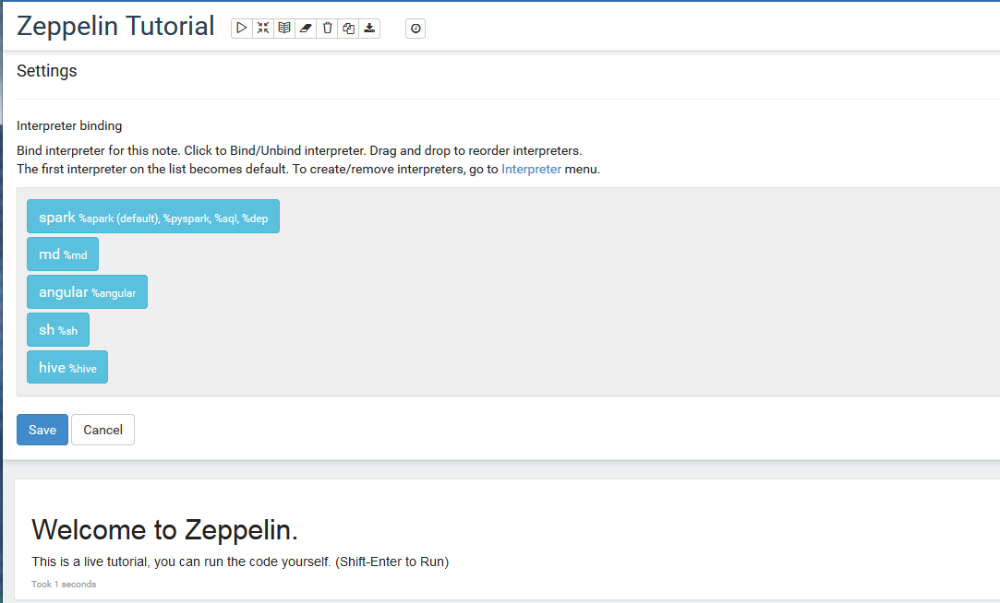 Zeppelin Tutorial
Settings
Interpreter binding
Bind interpreter for this note. Click to Bind/Unbind interpreter. Drag and drop to reorder interpreters.
The first interpreter on the list becomes default. To create/remove interpreters, go to Interpreter menu.
spark %spark (default), %pyspark, %sql, %dep
md %md
angular %angular
sh %sh
hive %hive
Save Cancel
Welcome to Zeppelin.
This is a live tutorial, you can run the code yourself. (Shift-Enter to Run)
Took 1 seconds